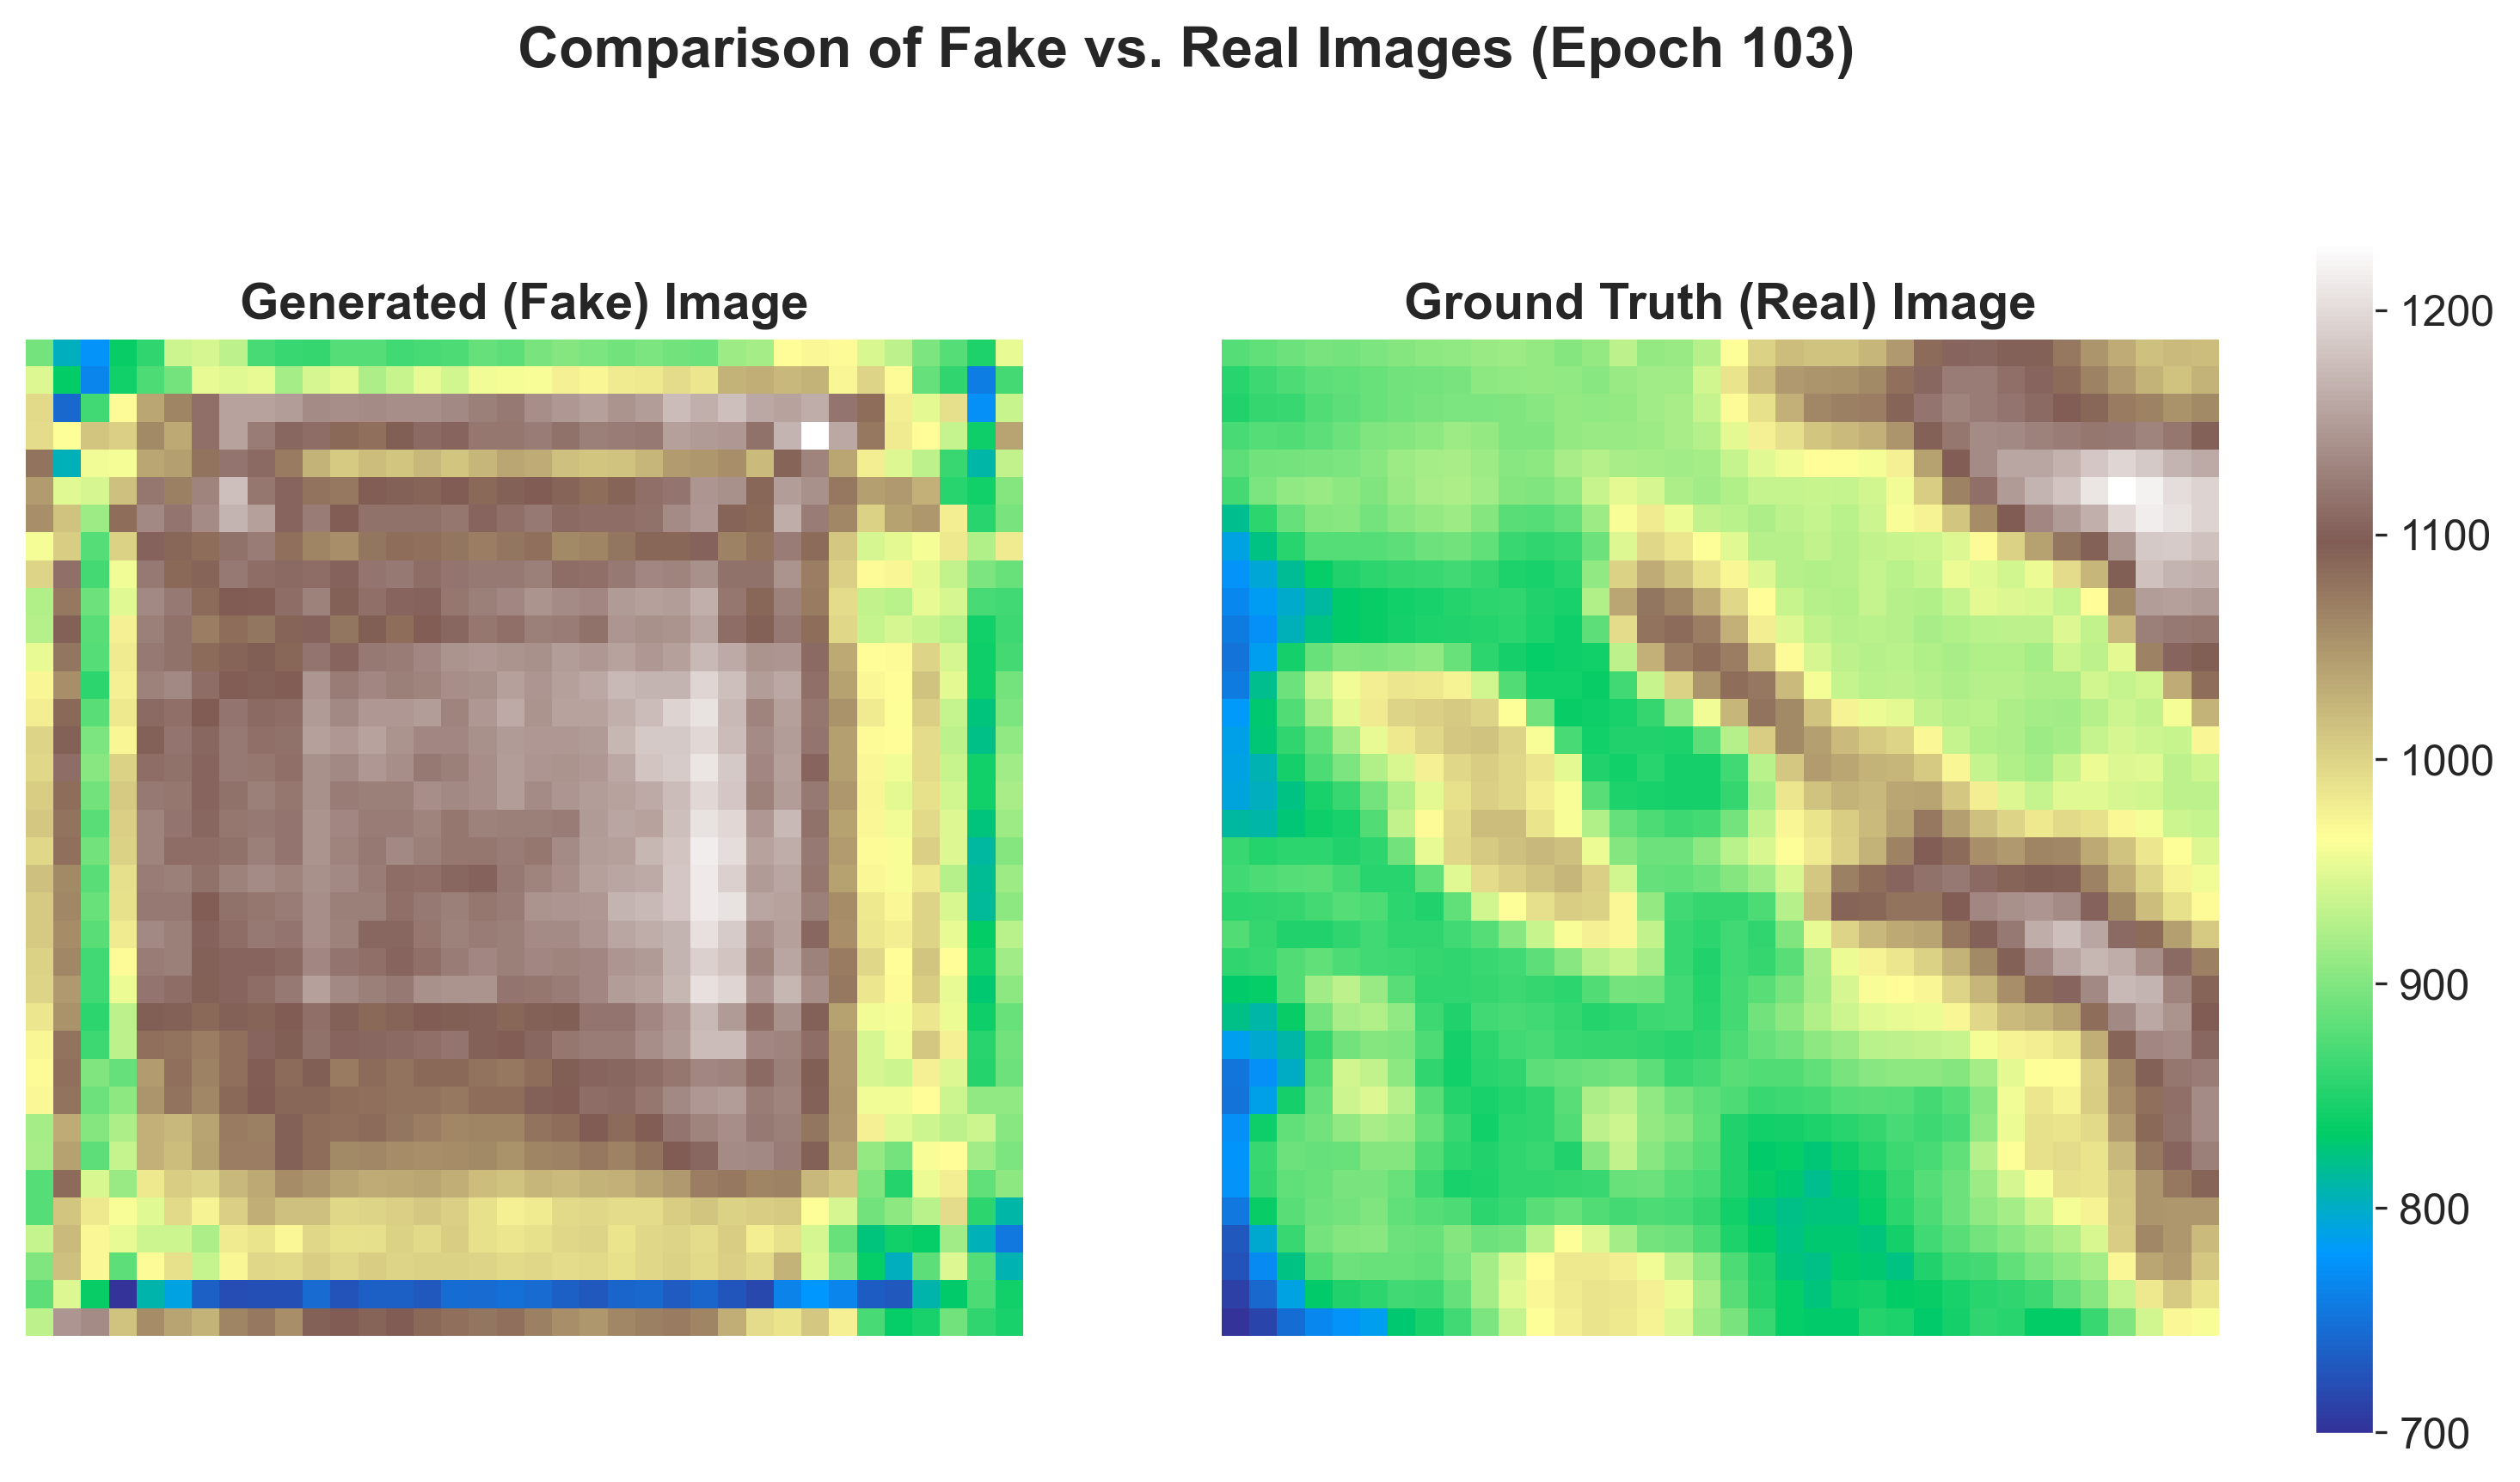 Comparison of Fake vs. Real Images (Epoch 103)
Generated (Fake) Image
Ground Truth (Real) Image
1200
1100
1000
900
800
700